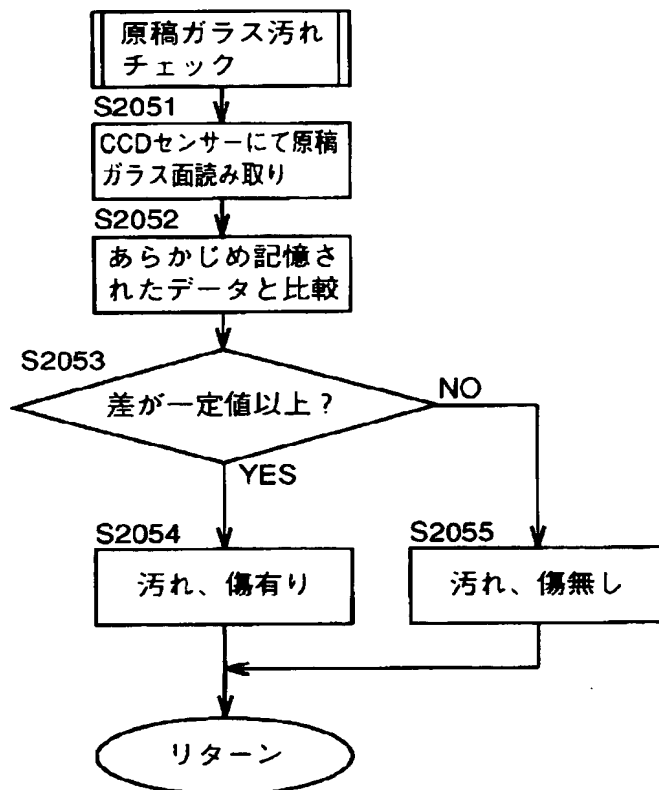 原稿ガラス汚れ
チェック
S2051
CCDセンサーにて原稿
ガラス面読み取り
S2052
あらかじめ記憶さ
れたデータと比較
S2053
差が一定値以上?
NO
YES
S2054
汚れ、傷有り
S2055
汚れ、傷無し
リターン